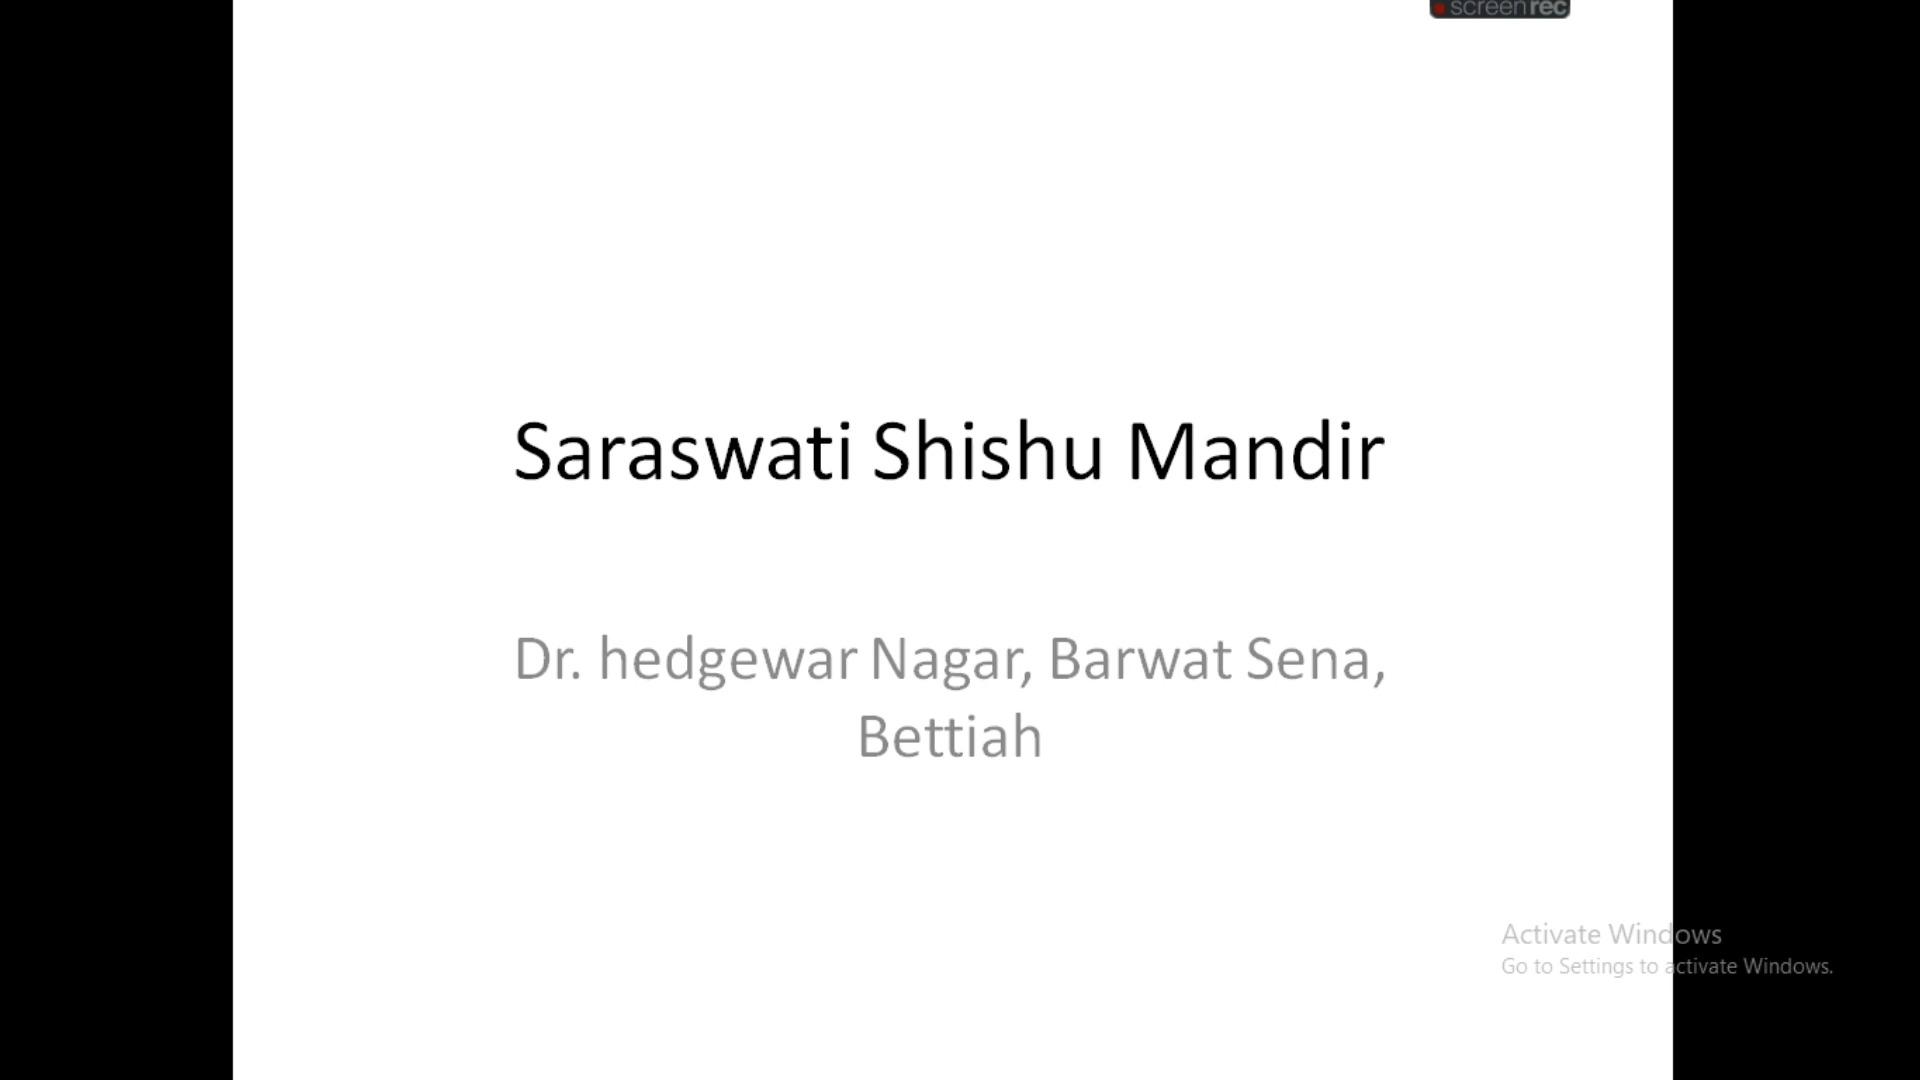 screenrec
Saraswati Shishu Mandir
Dr. hedgewar Nagar, Barwat Sena,
Bettiah
Activate Windows
Go to Settings to activate Windows.